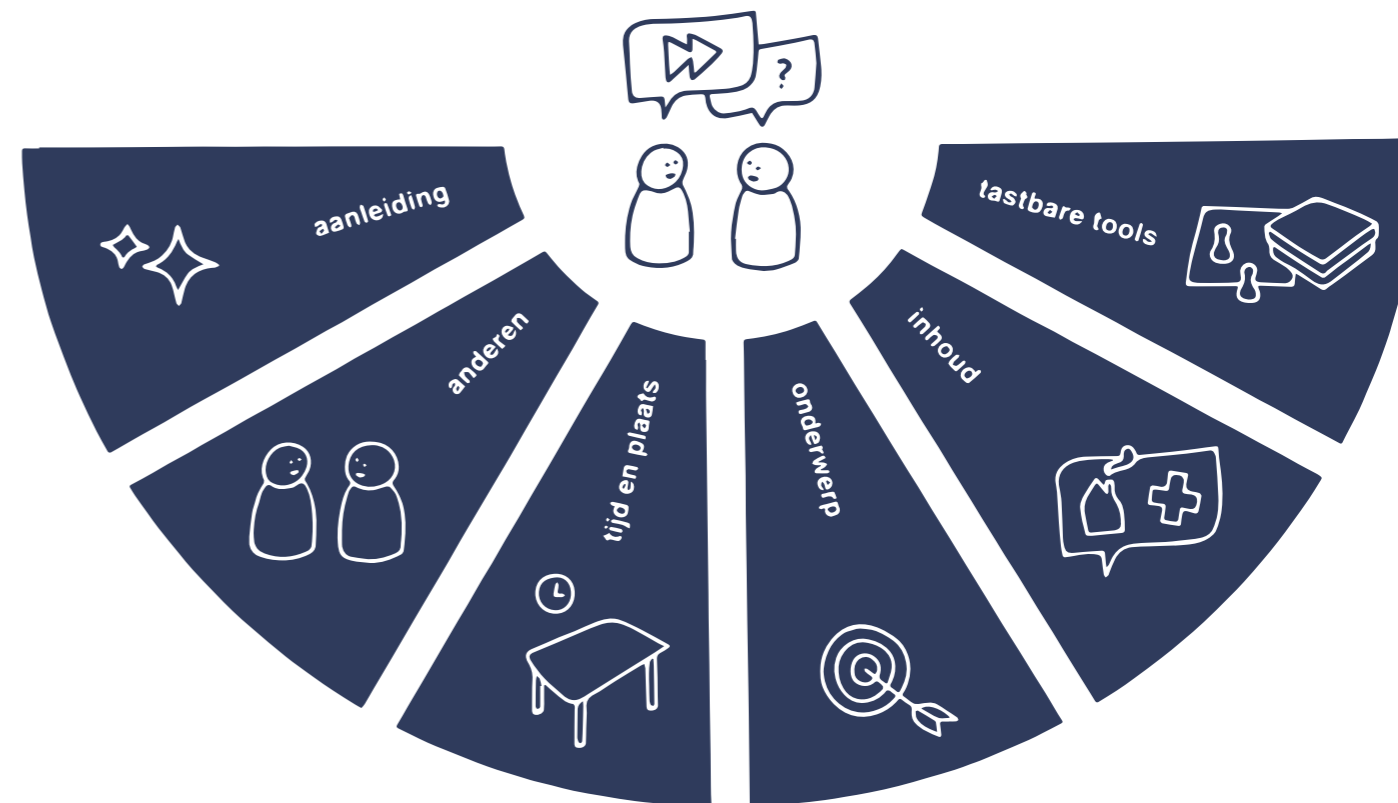 ?
aanleiding
anderen
tijd en plaats
onderwerp
inhoud
tastbare tools